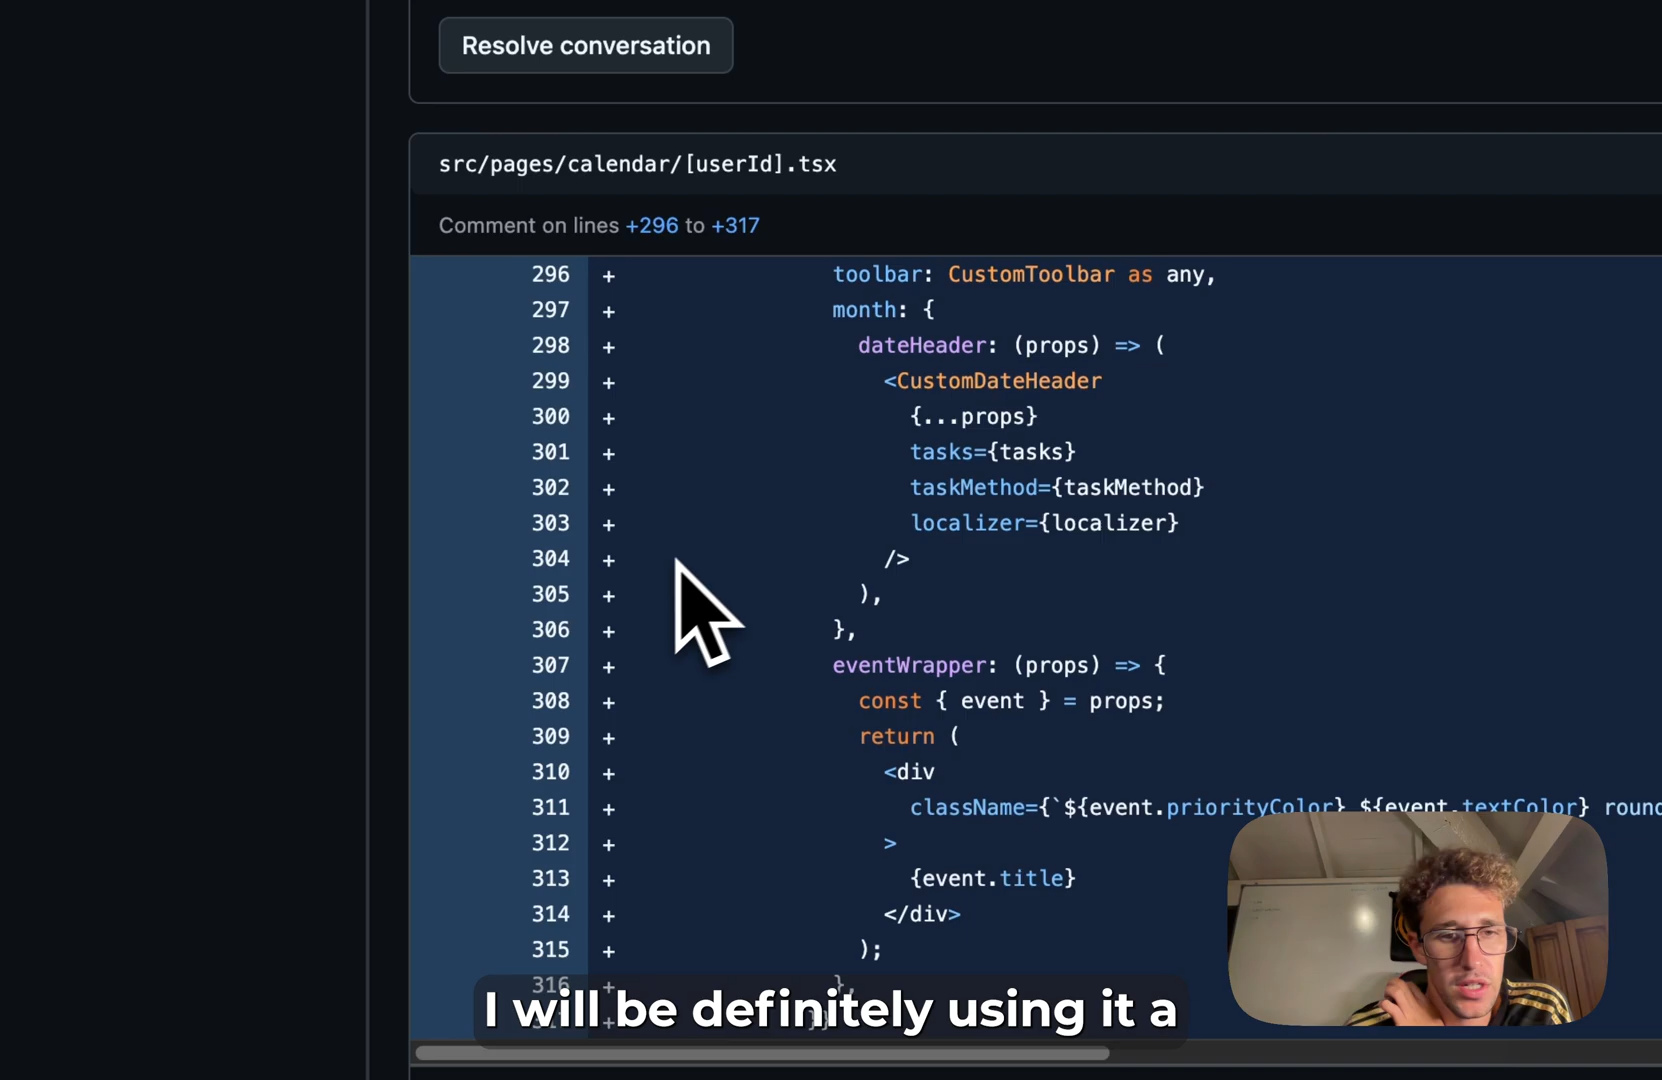 Resolve conversation
src/pages/calendar/[userId].tsx
Comment on lines +296 to +317
296 + toolbar: CustomToolbar as any,
297 + month: {
298 + dateHeader: (props) => (
299 + <CustomDateHeader
300 + {...props}
301 + tasks={tasks}
302 + taskMethod={taskMethod}
303 + localizer={localizer}
304 + />
305 + ),
306 + },
307 + eventWrapper: (props) => {
308 + const { event } = props;
309 + return (
310 + <div
311 + className={`${event.priorityColor} ${event.textColor} round
312 + >
313 + {event.title}
314 + </div>
315 + );
316 + },
I will be definitely using it a